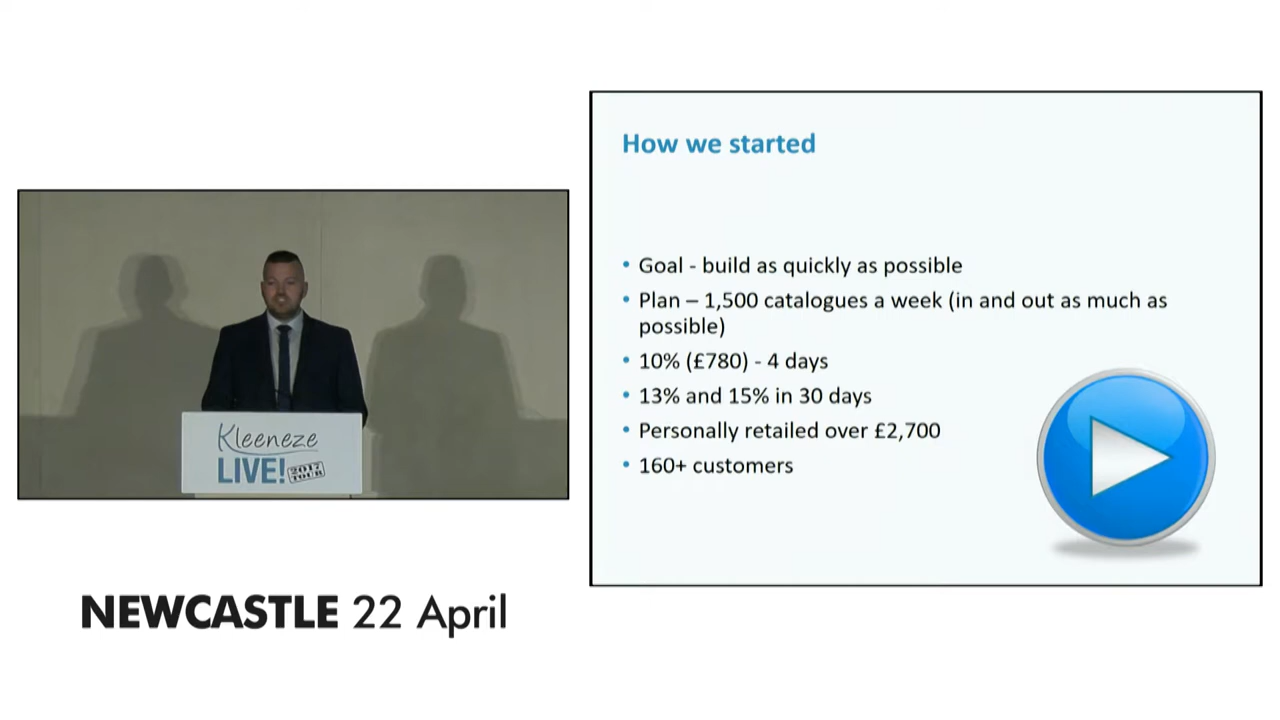 How we started
• Goal - build as quickly as possible
• Plan – 1,500 catalogues a week (in and out as much as
possible)
• 10% (£780) - 4 days
• 13% and 15% in 30 days
• Personally retailed over £2,700
• 160+ customers
Kleeneze
LIVE! 2017
TOUR
NEWCASTLE 22 April